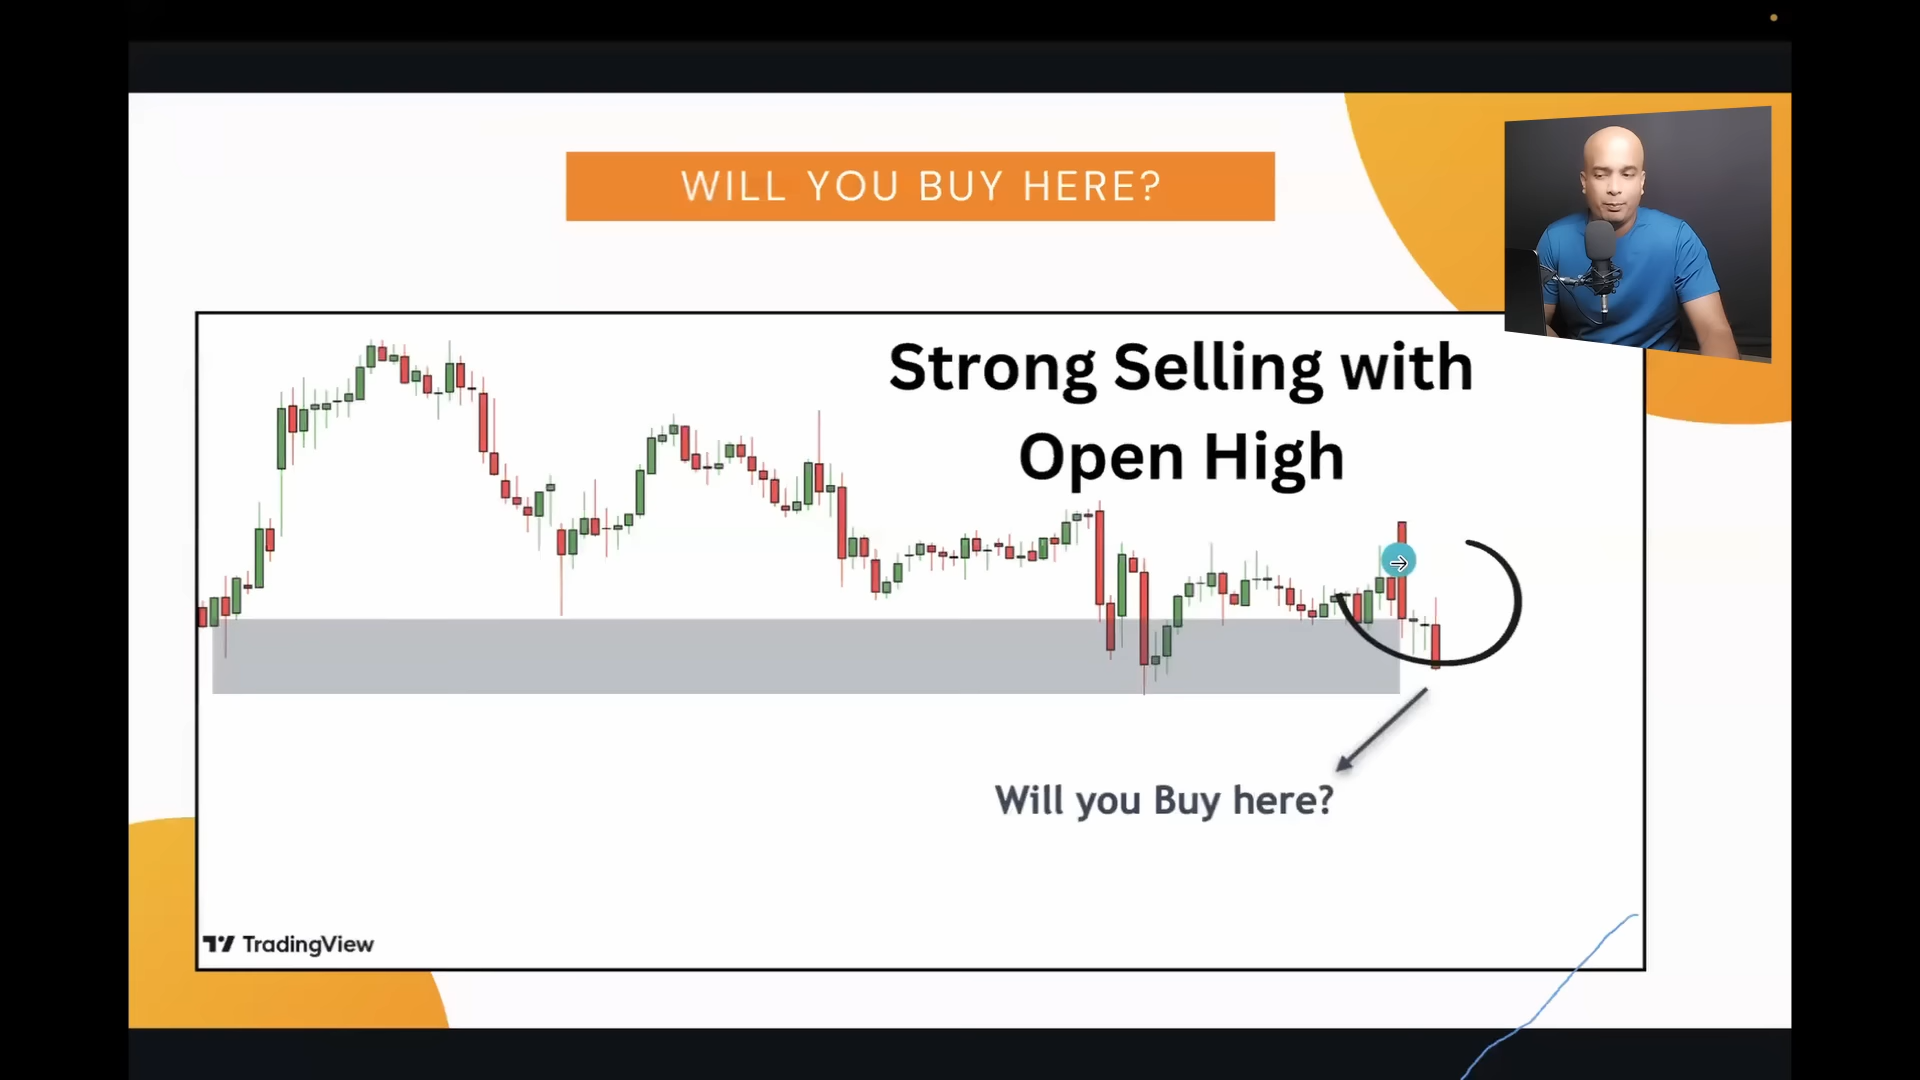 WILL YOU BUY HERE?
Strong Selling with
Open High
Will you Buy here?
TradingView